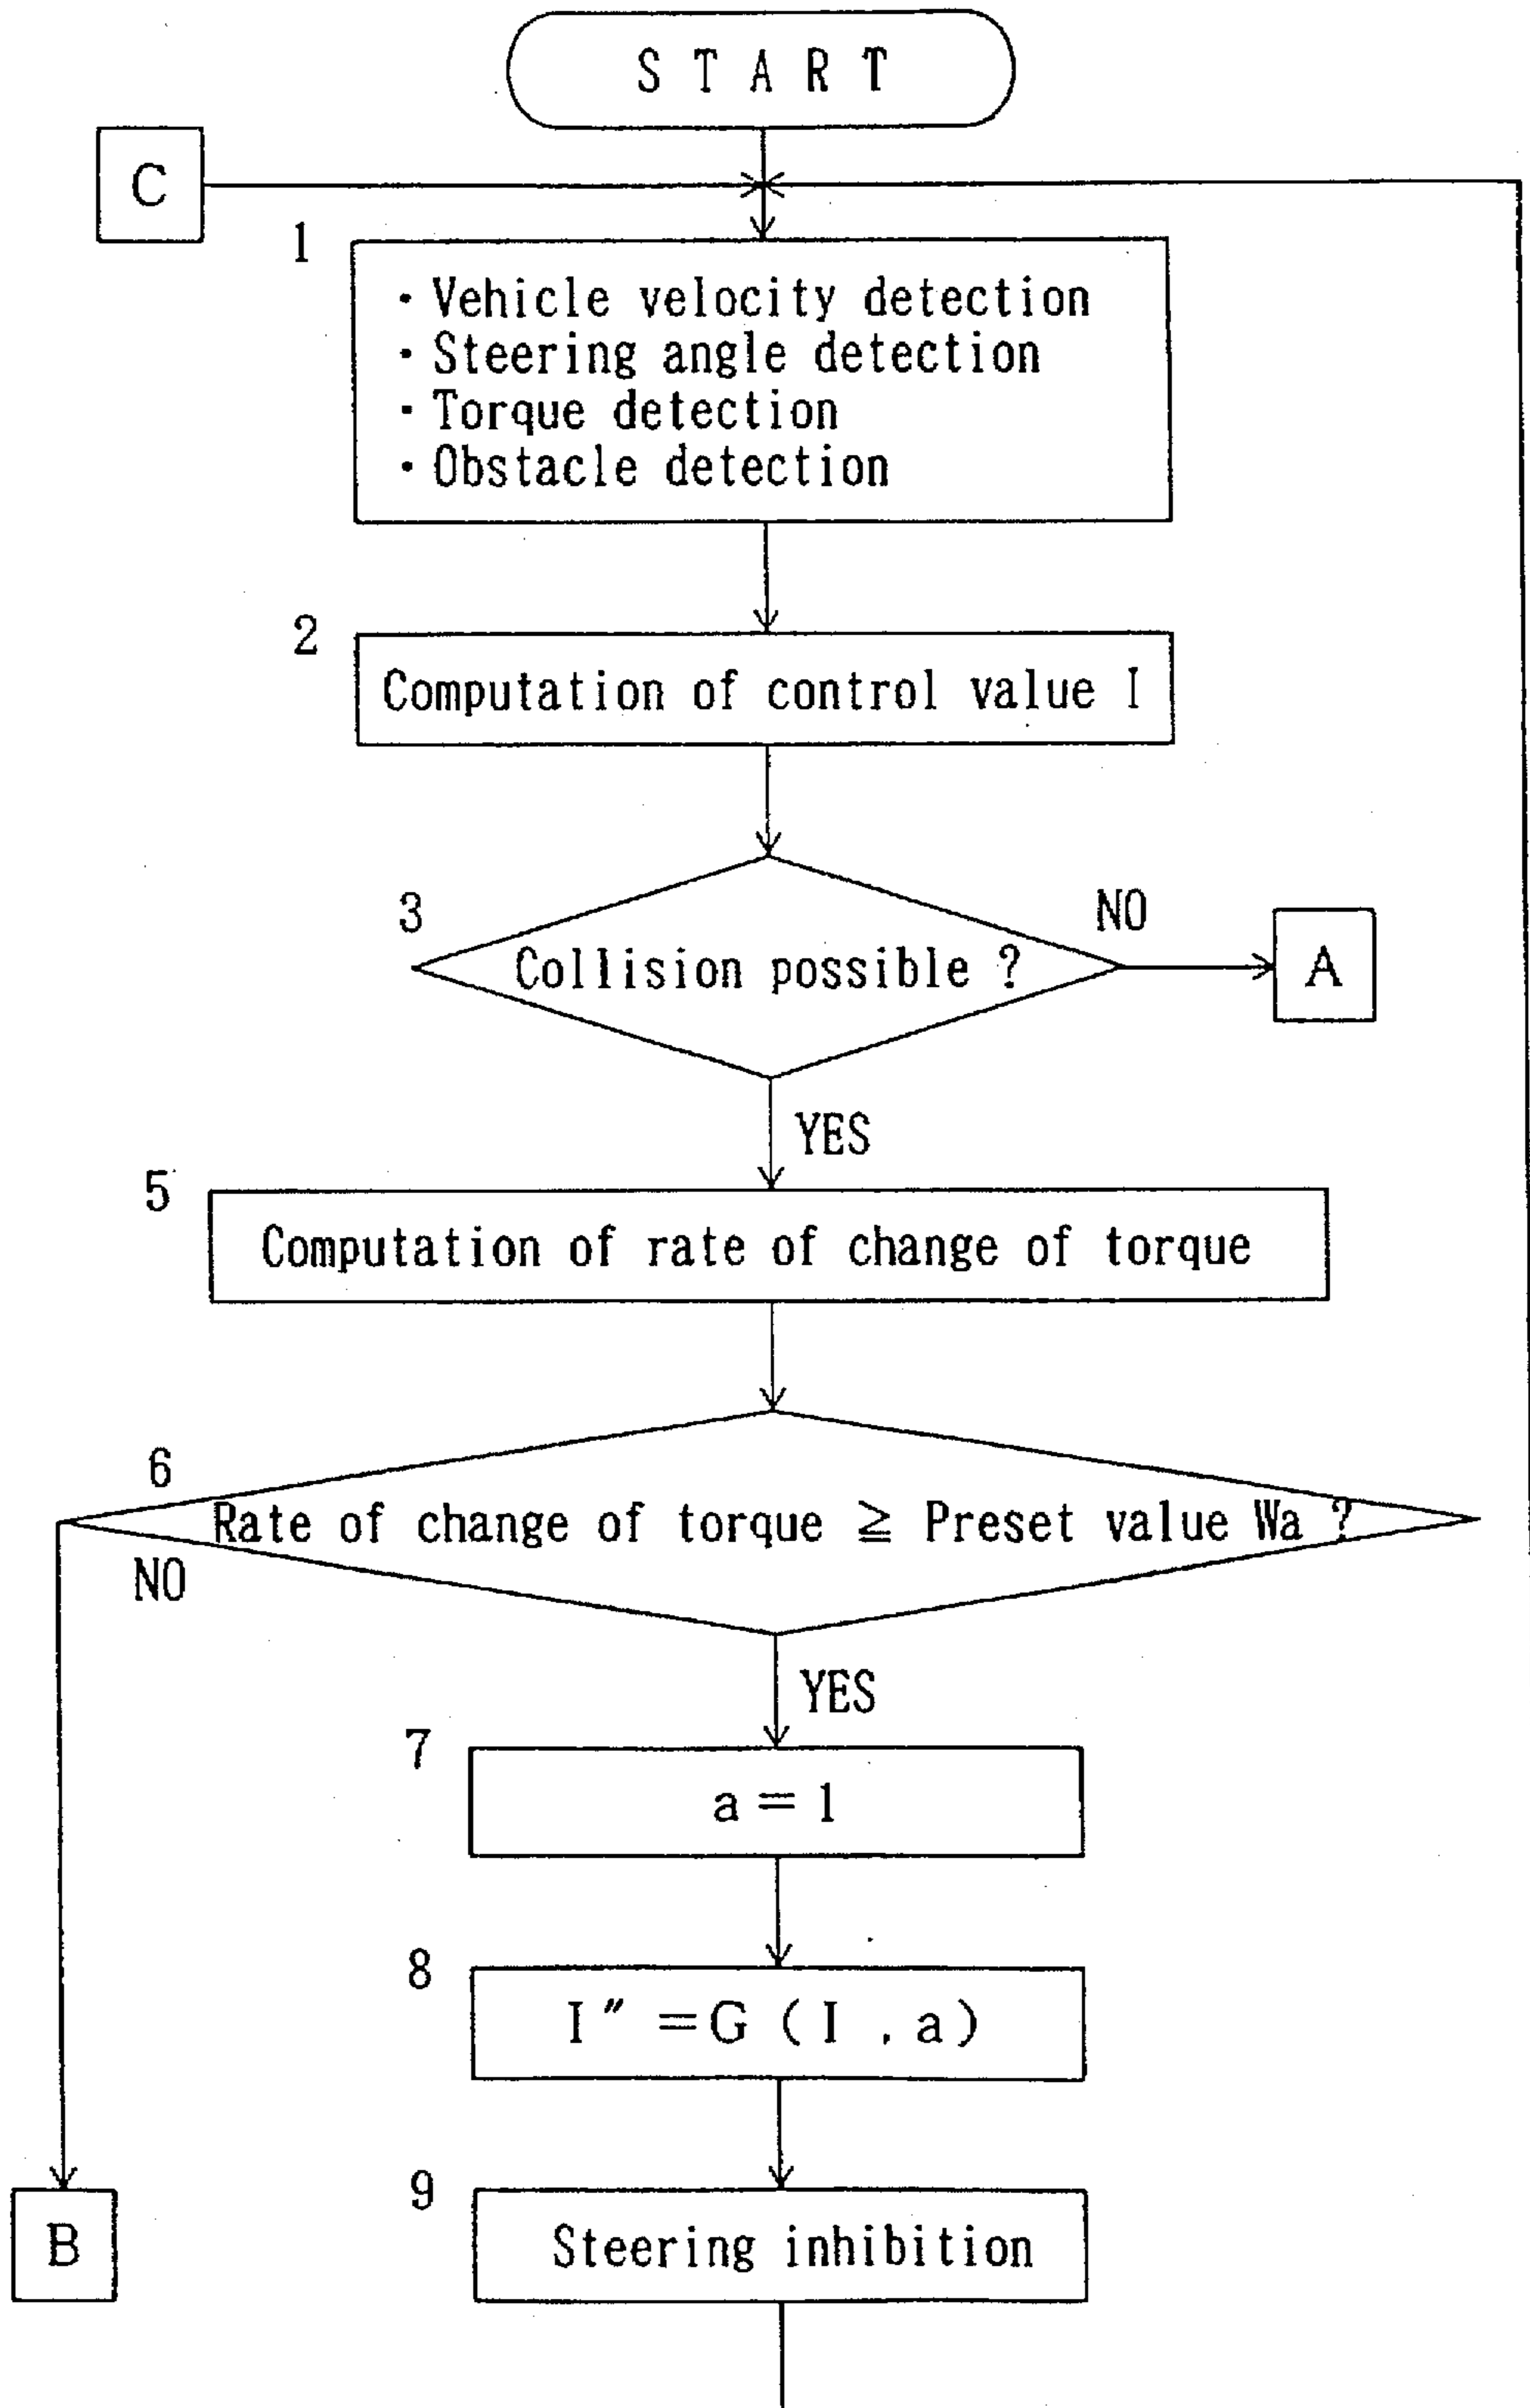 START
C
1
・Vehicle velocity detection
・Steering angle detection
・Torque detection
・Obstacle detection
2
Computation of control value I
3
NO
Collision possible ?
A
YES
5
Computation of rate of change of torque
6
Rate of change of torque ≧ Preset value Wa ?
NO
YES
7
a = 1
8
I″ = G ( I , a )
9
B
Steering inhibition